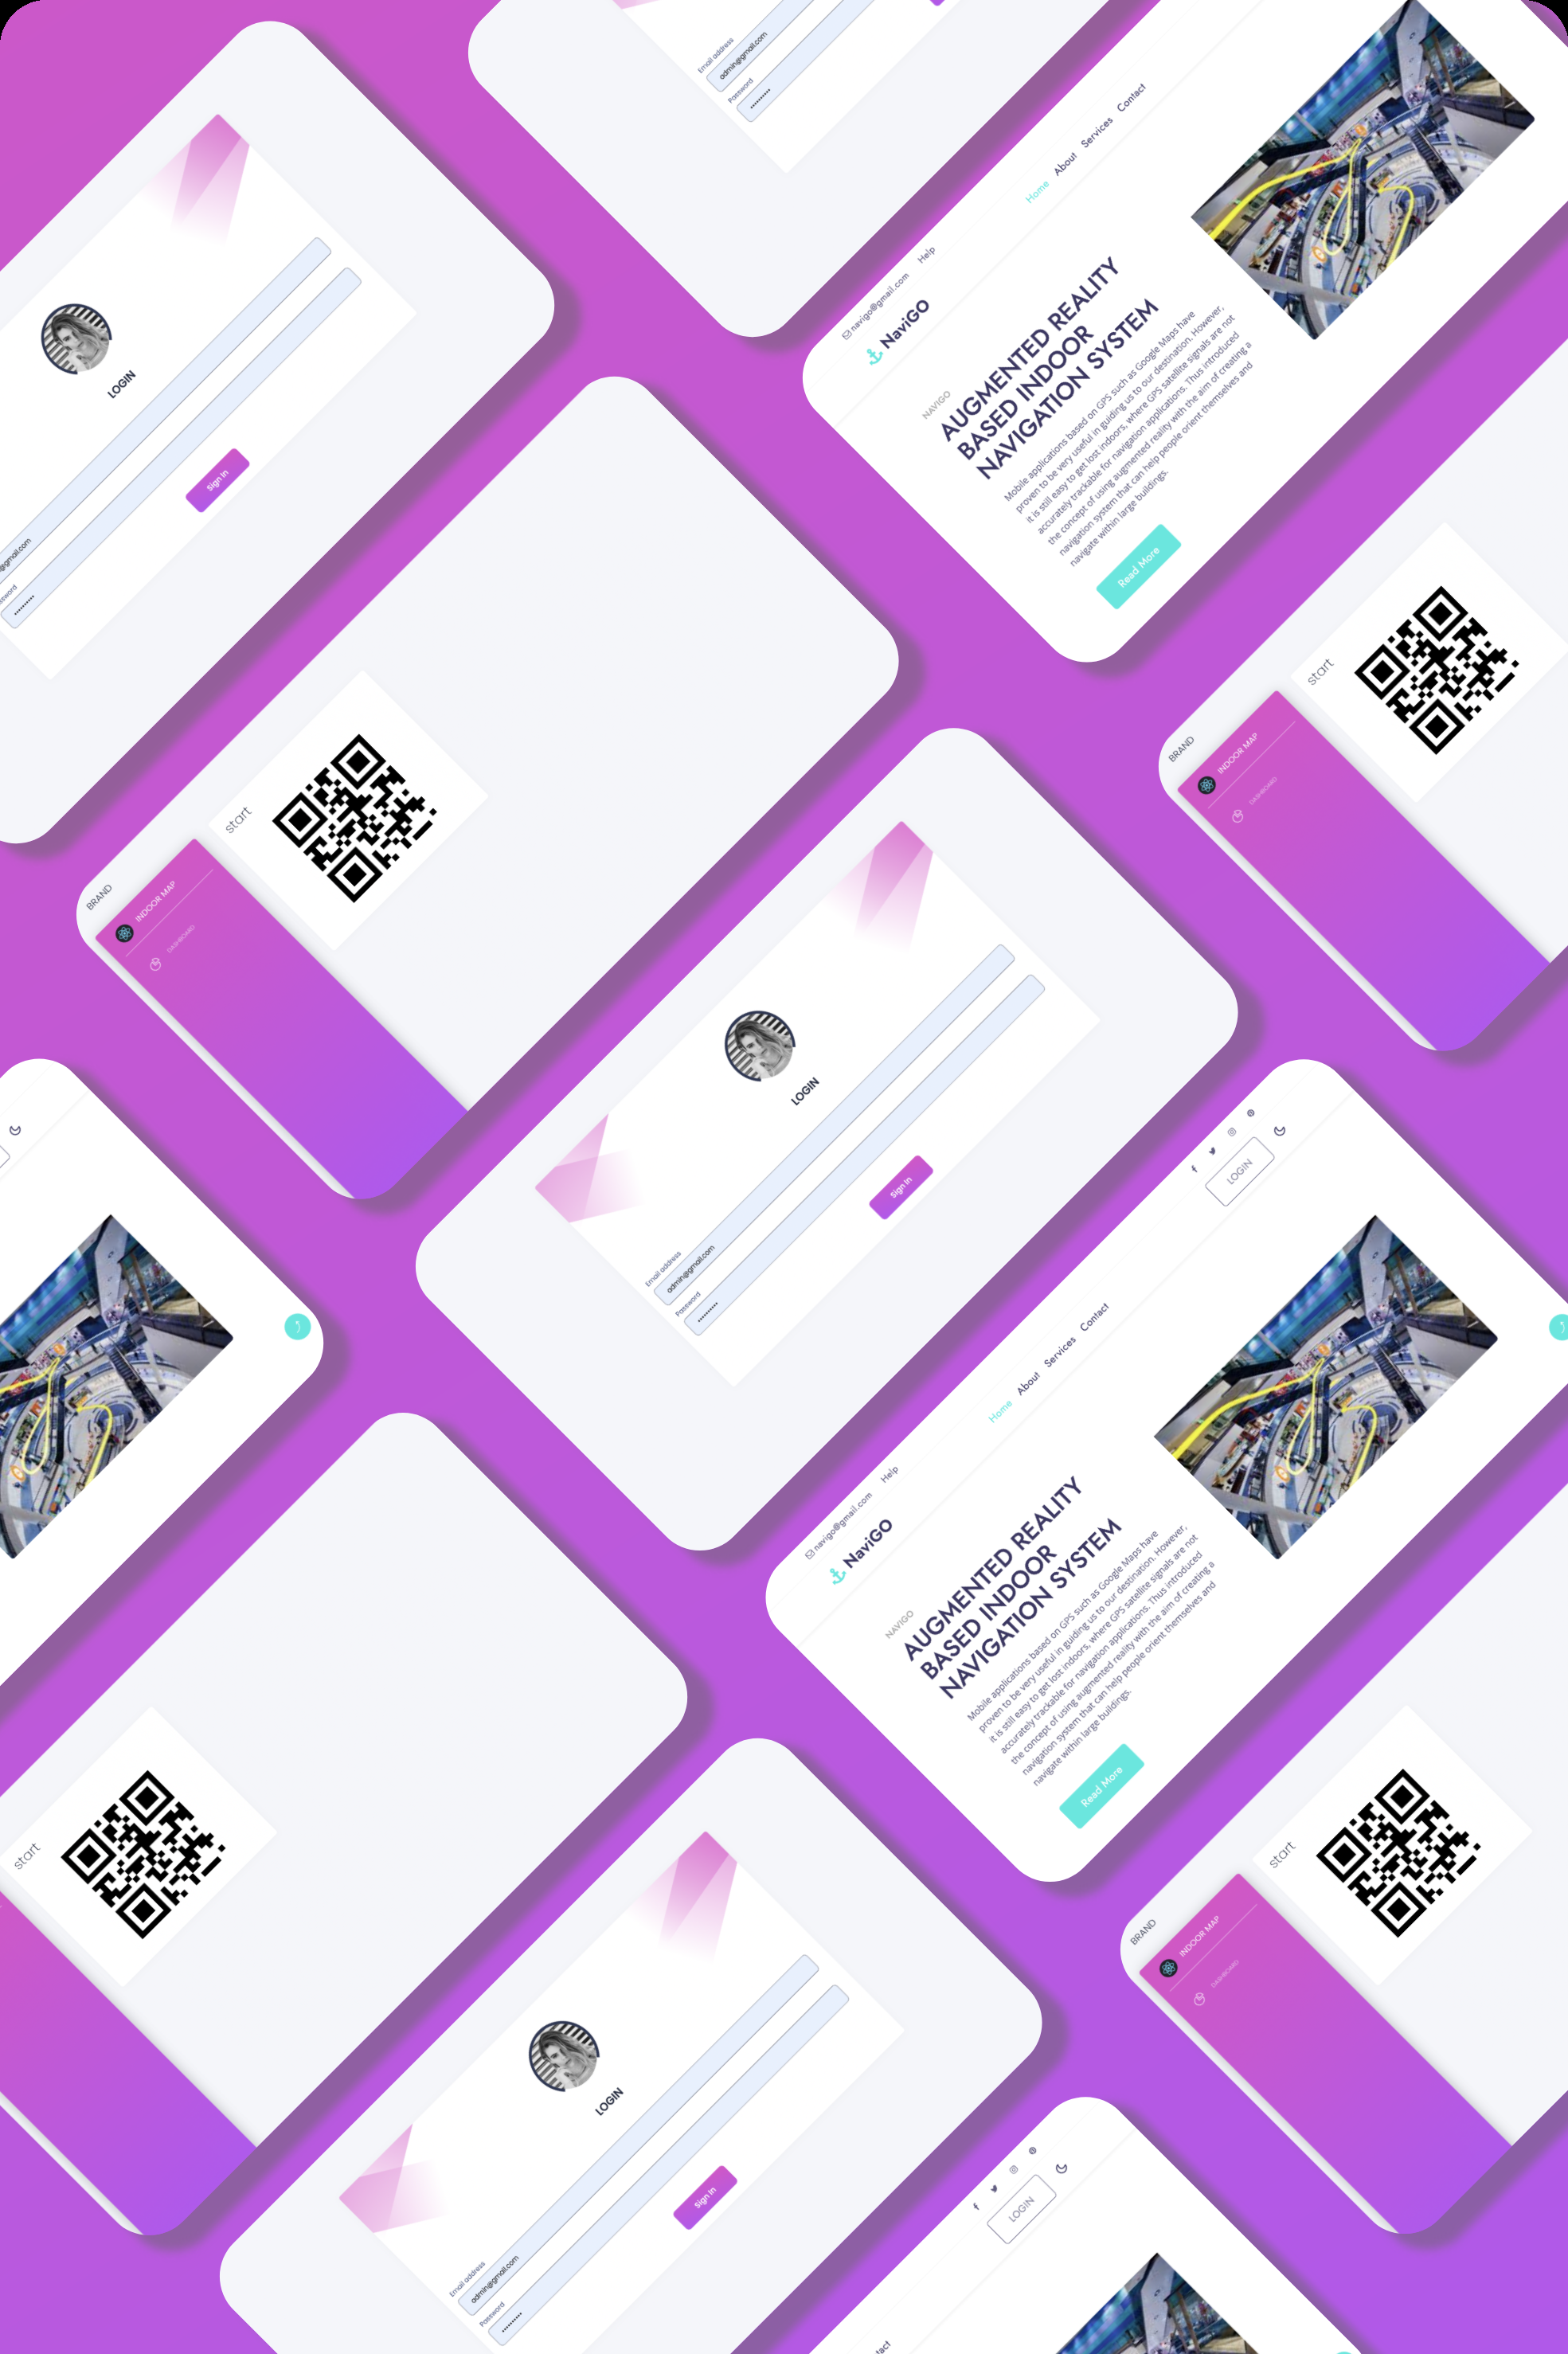 Email address
admin@gmail.com
Password
navigo@gmail.com Help
NaviGO
Home About Services Contact
NAVIGO
AUGMENTED REALITY
BASED INDOOR
NAVIGATION SYSTEM
Mobile applications based on GPS such as Google Maps have
proven to be very useful in guiding us to our destination. However,
it is still easy to get lost indoors, where GPS satellite signals are not
accurately trackable for navigation applications. Thus introduced
the concept of using augmented reality with the aim of creating a
navigation system that can help people orient themselves and
navigate within large buildings.
Read More
LOGIN
@gmail.com
Sign In
BRAND
INDOOR MAP
DASHBOARD
start
BRAND
INDOOR MAP
DASHBOARD
start
LOGIN
Email address
admin@gmail.com
Password
Sign In
navigo@gmail.com Help
NaviGO
Home About Services Contact
LOGIN
NAVIGO
AUGMENTED REALITY
BASED INDOOR
NAVIGATION SYSTEM
Mobile applications based on GPS such as Google Maps have
proven to be very useful in guiding us to our destination. However,
it is still easy to get lost indoors, where GPS satellite signals are not
accurately trackable for navigation applications. Thus introduced
the concept of using augmented reality with the aim of creating a
navigation system that can help people orient themselves and
navigate within large buildings.
Read More
start
BRAND
INDOOR MAP
DASHBOARD
start
LOGIN
Email address
admin@gmail.com
Password
Sign In
LOGIN